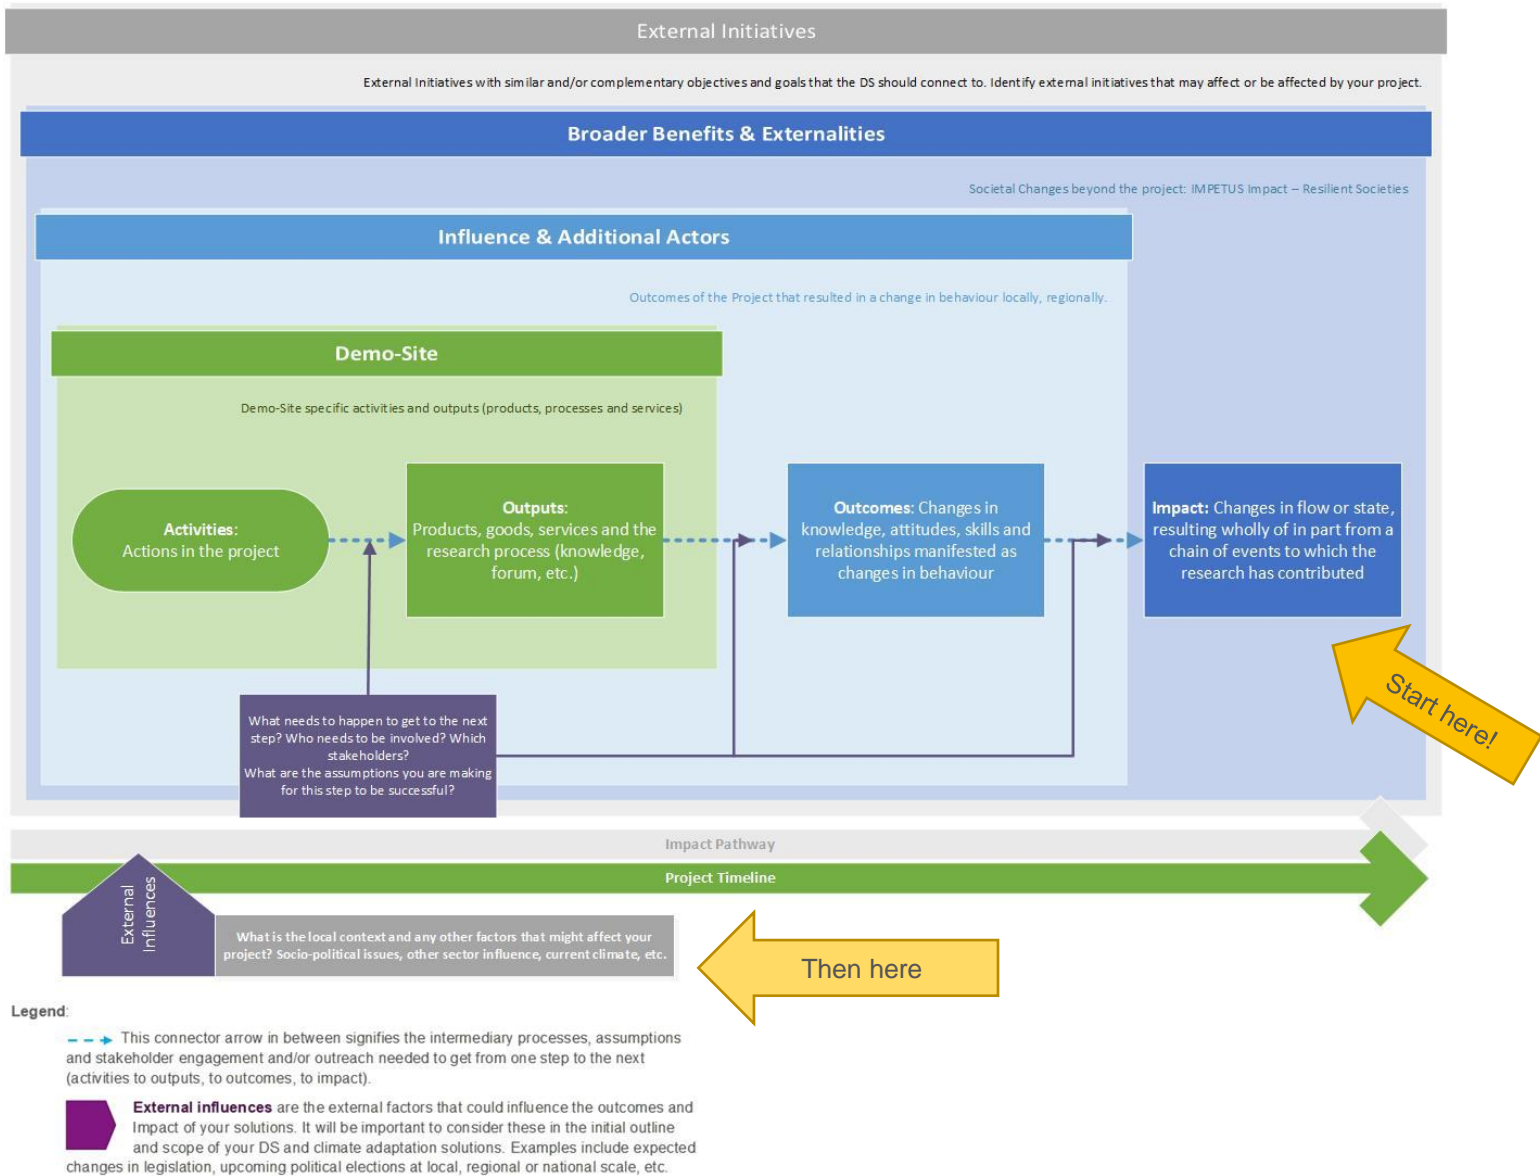 External Initiatives
External Initiatives with similar and/or complementary objectives and goals that the DS should connect to. Identify external initiatives that may affect or be affected by your project.
Broader Benefits & Externalities
Societal Changes beyond the project: IMPETUS Impact – Resilient Societies
Influence & Additional Actors
Outcomes of the Project that resulted in a change in behaviour locally, regionally.
Demo-Site
Demo-Site specific activities and outputs (products, processes and services)
Activities:
Actions in the project
Outputs:
Products, goods, services and the
research process (knowledge,
forum, etc.)
Outcomes: Changes in
knowledge, attitudes, skills and
relationships manifested as
changes in behaviour
Impact: Changes in flow or state,
resulting wholly of in part from a
chain of events to which the
research has contributed
Start here!
What needs to happen to get to the next
step? Who needs to be involved? Which
stakeholders?
What are the assumptions you are making
for this step to be successful?
Impact Pathway
Project Timeline
External
Influences
What is the local context and any other factors that might affect your
project? Socio-political issues, other sector influence, current climate, etc.
Then here
Legend:
This connector arrow in between signifies the intermediary processes, assumptions
and stakeholder engagement and/or outreach needed to get from one step to the next
(activities to outputs, to outcomes, to impact).
External influences are the external factors that could influence the outcomes and
Impact of your solutions. It will be important to consider these in the initial outline
and scope of your DS and climate adaptation solutions. Examples include expected
changes in legislation, upcoming political elections at local, regional or national scale, etc.